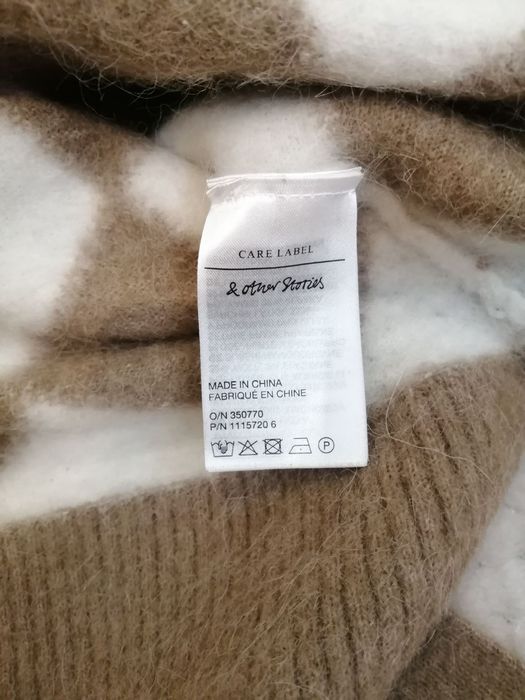 CARE LABEL
& other Stories
MADE IN CHINA
FABRIQUÉ EN CHINE
O/N 350770
P/N 1115720 6
P